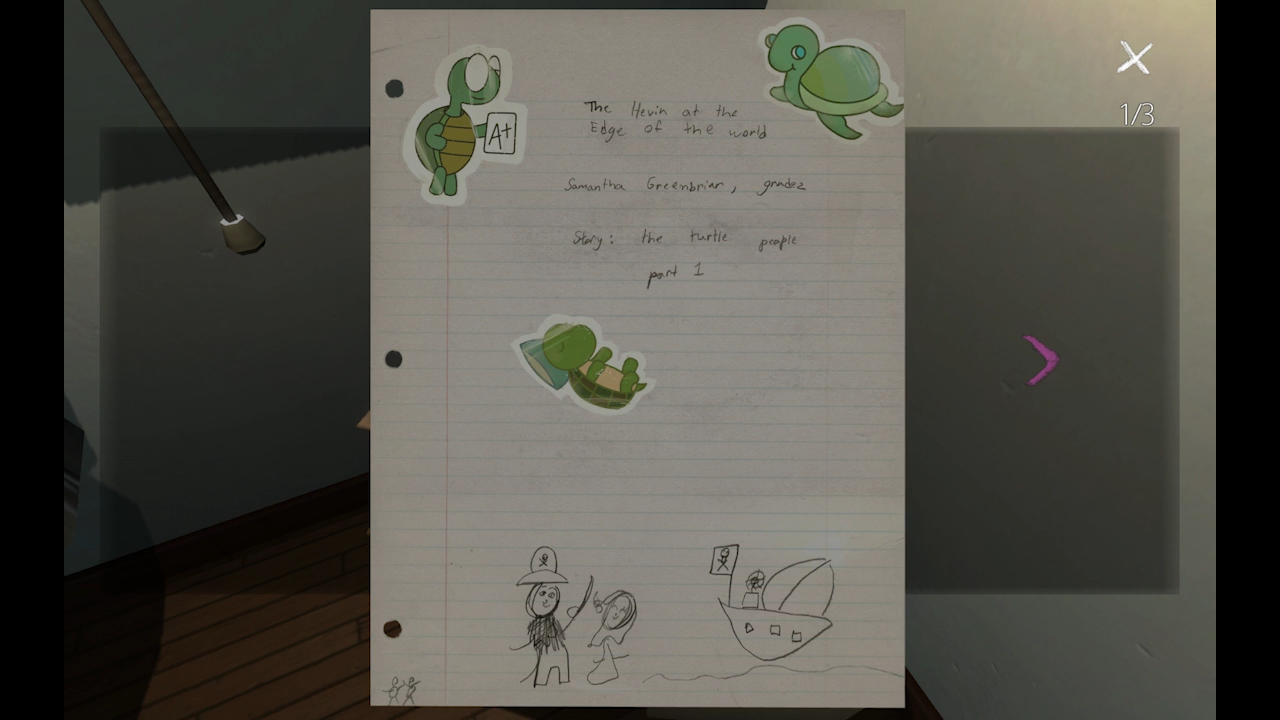 1/3
A+
The Hevin at the
Edge of the world
Samantha Greenbriar, grade2
Story: the turtle people
part 1